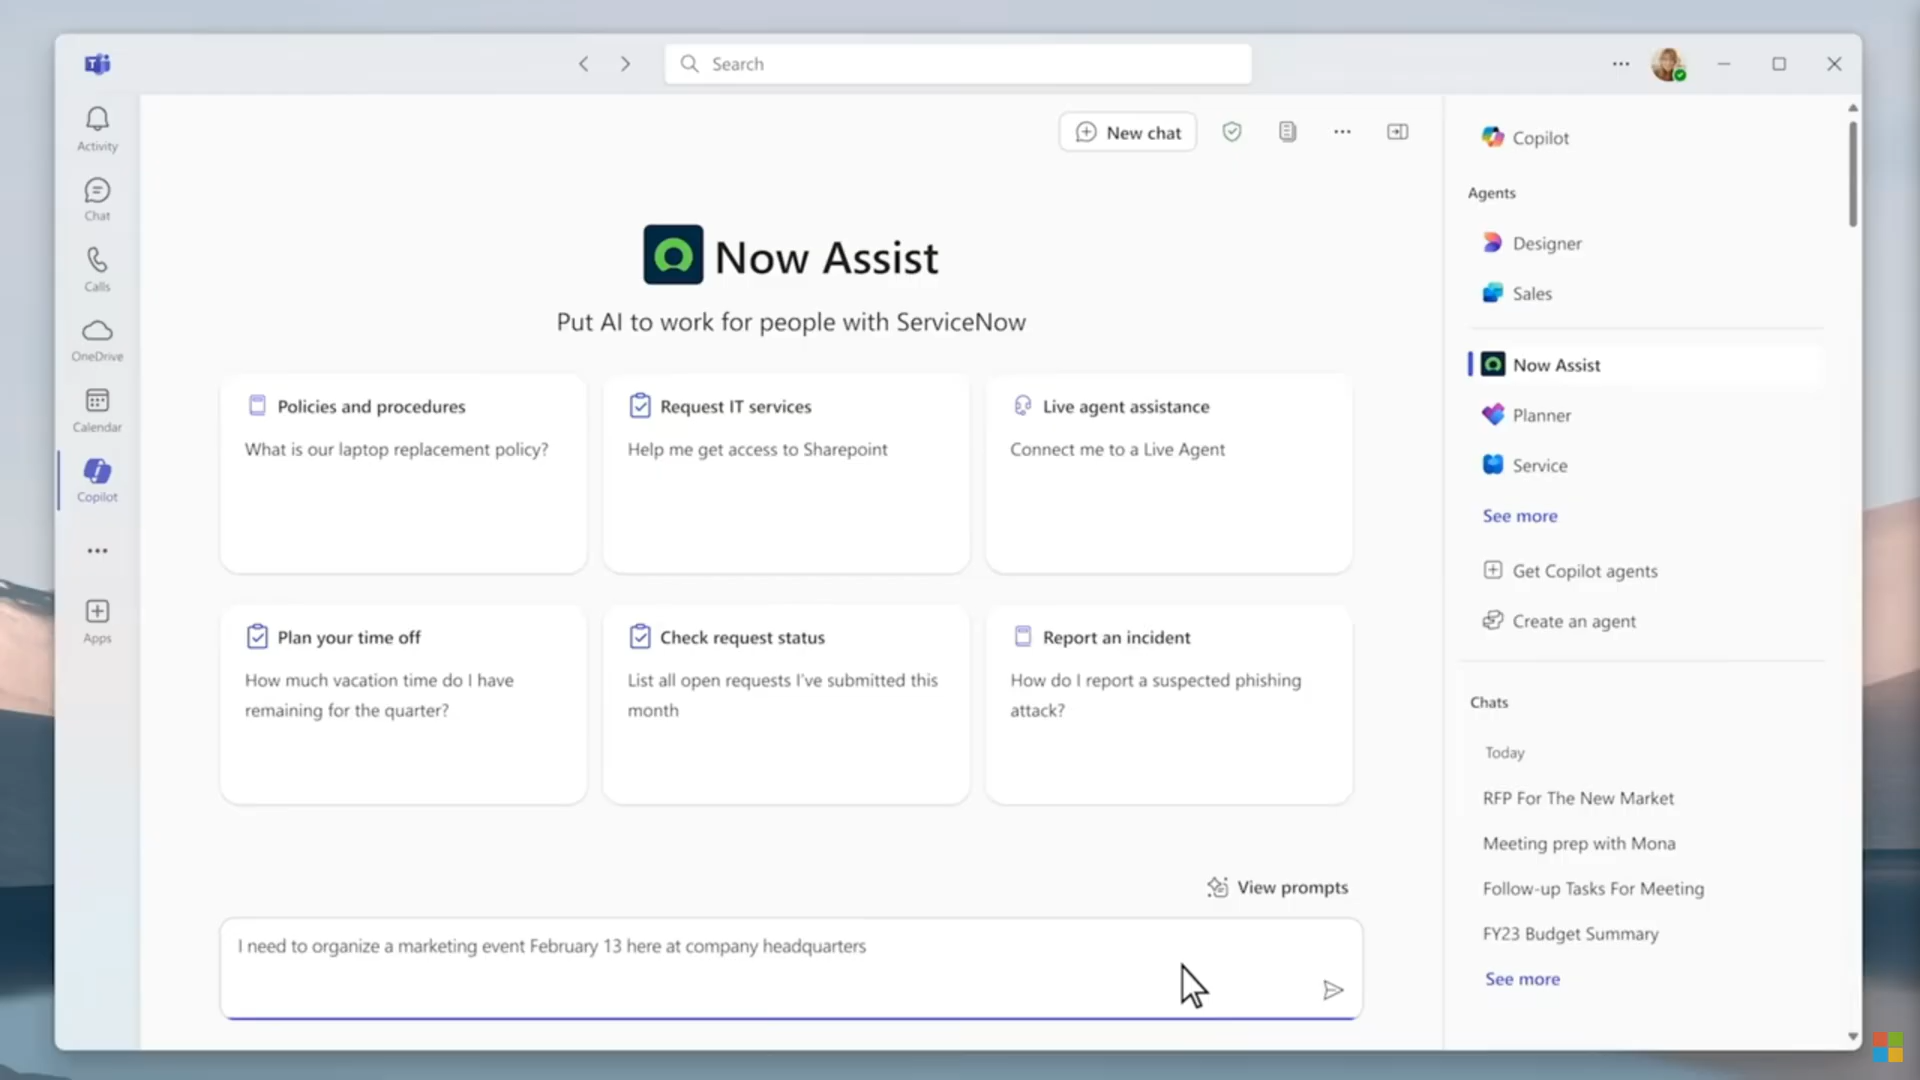 Search
Activity
Chat
Calls
OneDrive
Calendar
Copilot
Apps
New chat
Now Assist
Put AI to work for people with ServiceNow
Policies and procedures
What is our laptop replacement policy?
Request IT services
Help me get access to Sharepoint
Live agent assistance
Connect me to a Live Agent
Plan your time off
How much vacation time do I have
remaining for the quarter?
Check request status
List all open requests I've submitted this
month
Report an incident
How do I report a suspected phishing
attack?
View prompts
I need to organize a marketing event February 13 here at company headquarters
Copilot
Agents
Designer
Sales
Now Assist
Planner
Service
See more
Get Copilot agents
Create an agent
Chats
Today
RFP For The New Market
Meeting prep with Mona
Follow-up Tasks For Meeting
FY23 Budget Summary
See more